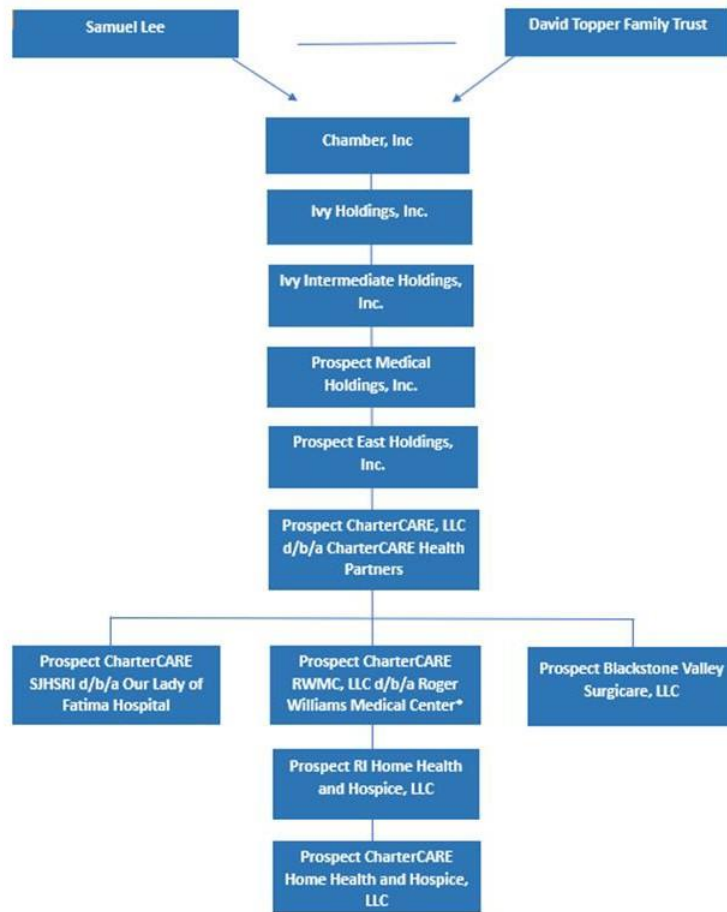 Samuel Lee
David Topper Family Trust
Chamber, Inc
Ivy Holdings, Inc.
Ivy Intermediate Holdings,
Inc.
Prospect Medical
Holdings, Inc.
Prospect East Holdings,
Inc.
Prospect CharterCARE, LLC
d/b/a CharterCARE Health
Partners
Prospect CharterCARE
SJHSRI d/b/a Our Lady of
Fatima Hospital
Prospect CharterCARE
RWMC, LLC d/b/a Roger
Williams Medical Center*
Prospect Blackstone Valley
Surgicare, LLC
Prospect RI Home Health
and Hospice, LLC
Prospect CharterCARE
Home Health and Hospice,
LLC